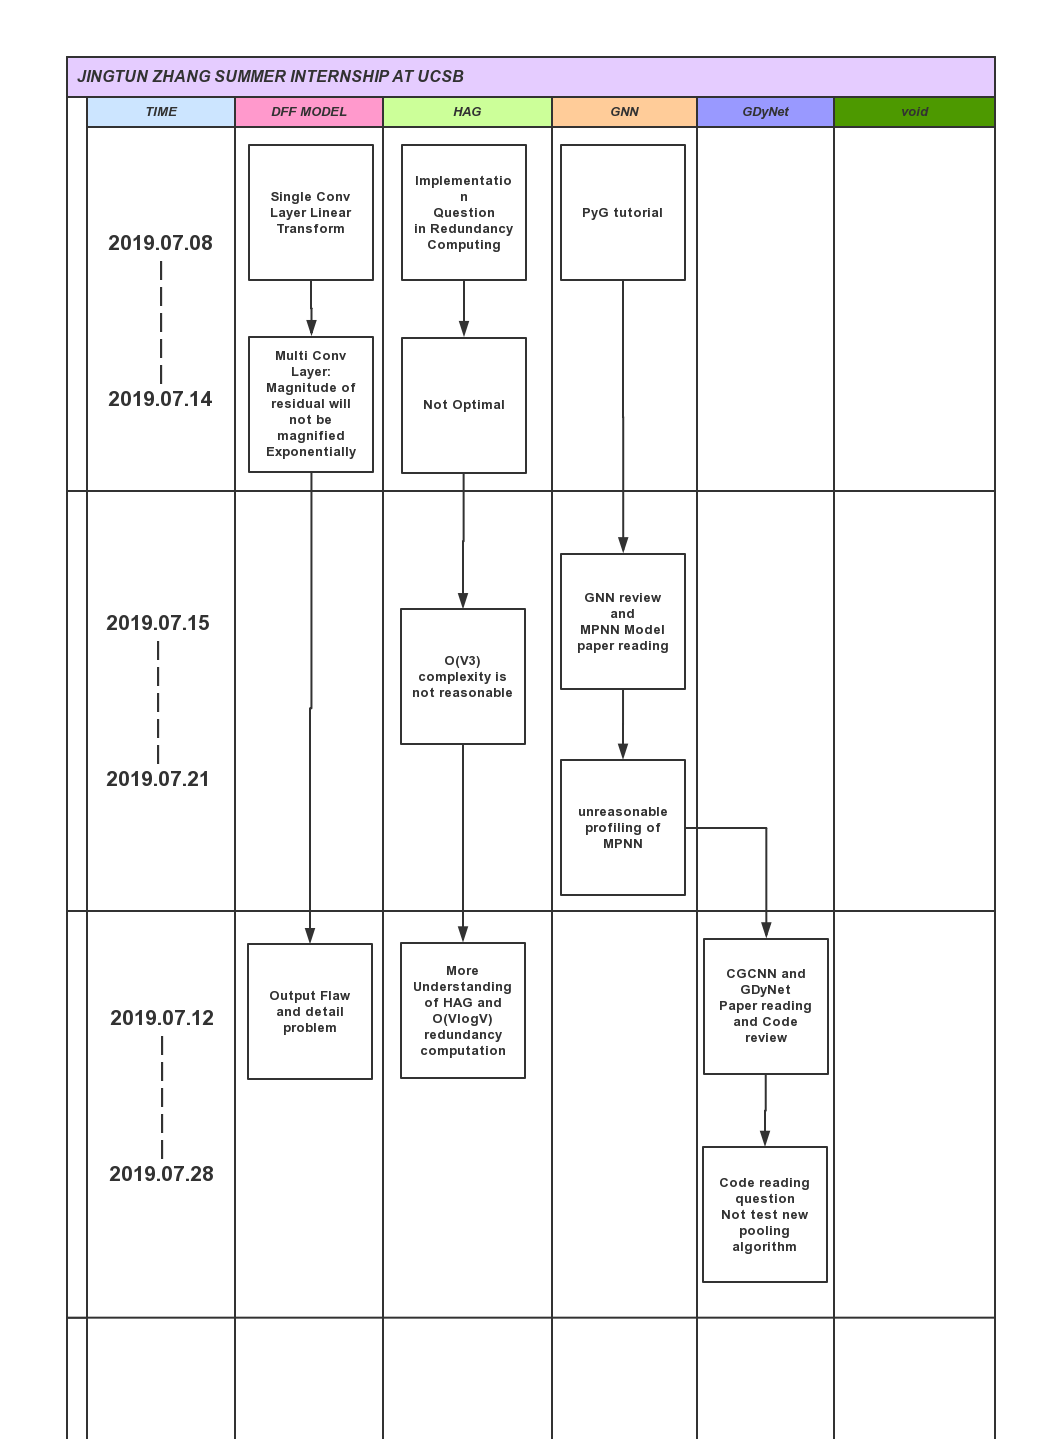 JINGTUN ZHANG SUMMER INTERNSHIP AT UCSB
TIME
DFF MODEL
HAG
GNN
GDyNet
void
2019.07.08
2019.07.14
Single Conv
Layer Linear
Transform
Multi Conv
Layer:
Magnitude of
residual will
not be
magnified
Exponentially
Implementatio
n
Question
in Redundancy
Computing
Not Optimal
PyG tutorial
2019.07.15
2019.07.21
O(V3)
complexity is
not reasonable
GNN review
and
MPNN Model
paper reading
unreasonable
profiling of
MPNN
2019.07.12
2019.07.28
Output Flaw
and detail
problem
More
Understanding
of HAG and
O(VlogV)
redundancy
computation
CGCNN and
GDyNet
Paper reading
and Code
review
Code reading
question
Not test new
pooling
algorithm